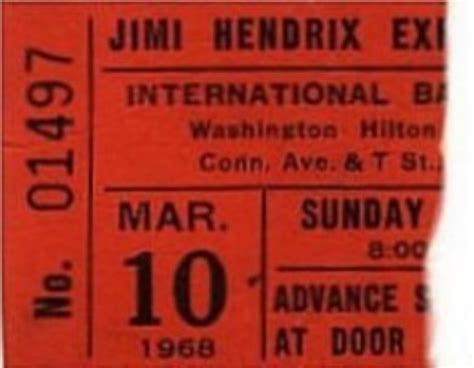 No. 01497
JIMI HENDRIX EX
INTERNATIONAL BA
Washington Hilton
Conn. Ave. & T St.,
MAR.
10
1968
SUNDAY
8:00
ADVANCE S
AT DOOR